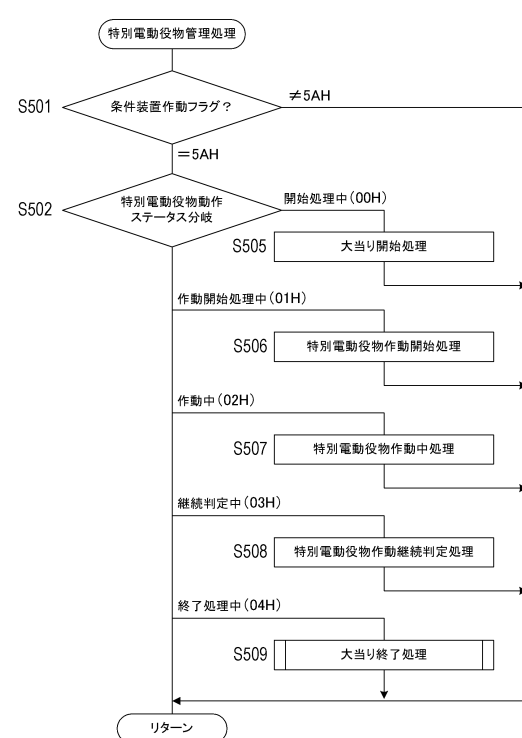 特別電動役物管理処理
S501
条件装置作動フラグ？
≠5AH
＝5AH
S502
特別電動役物動作
ステータス分岐
開始処理中(00H)
S505
大当り開始処理
作動開始処理中(01H)
S506
特別電動役物作動開始処理
作動中(02H)
S507
特別電動役物作動中処理
継続判定中(03H)
S508
特別電動役物作動継続判定処理
終了処理中(04H)
S509
大当り終了処理
リターン